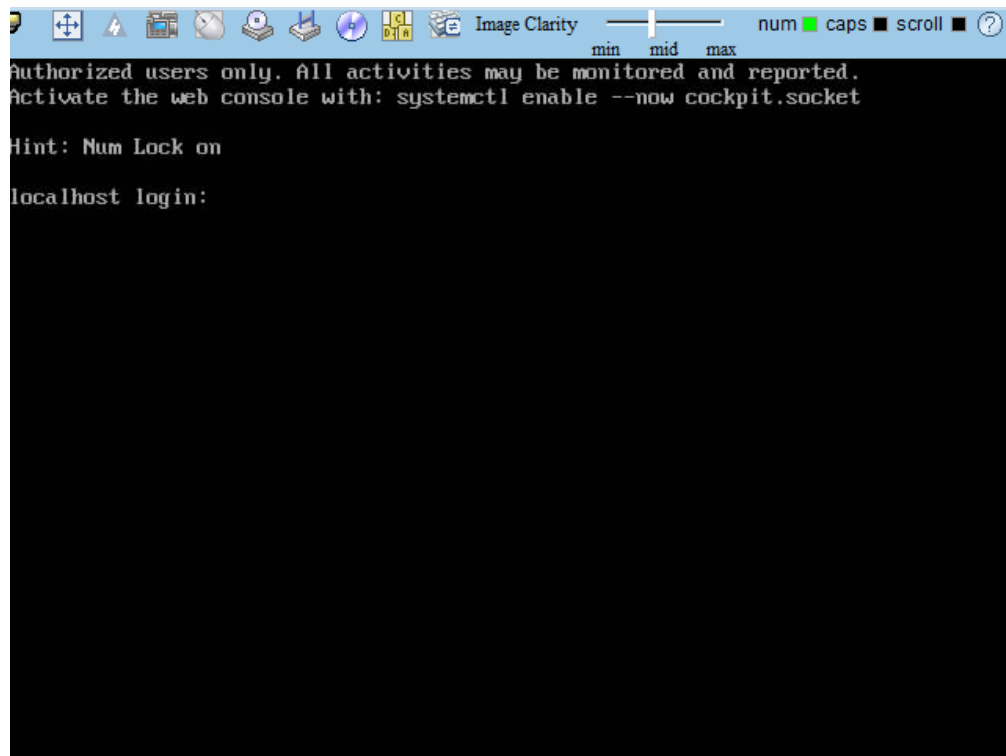 Image Clarity
min mid max
num caps scroll ?
Authorized users only. All activities may be monitored and reported.
Activate the web console with: systemctl enable --now cockpit.socket
Hint: Num Lock on
localhost login: